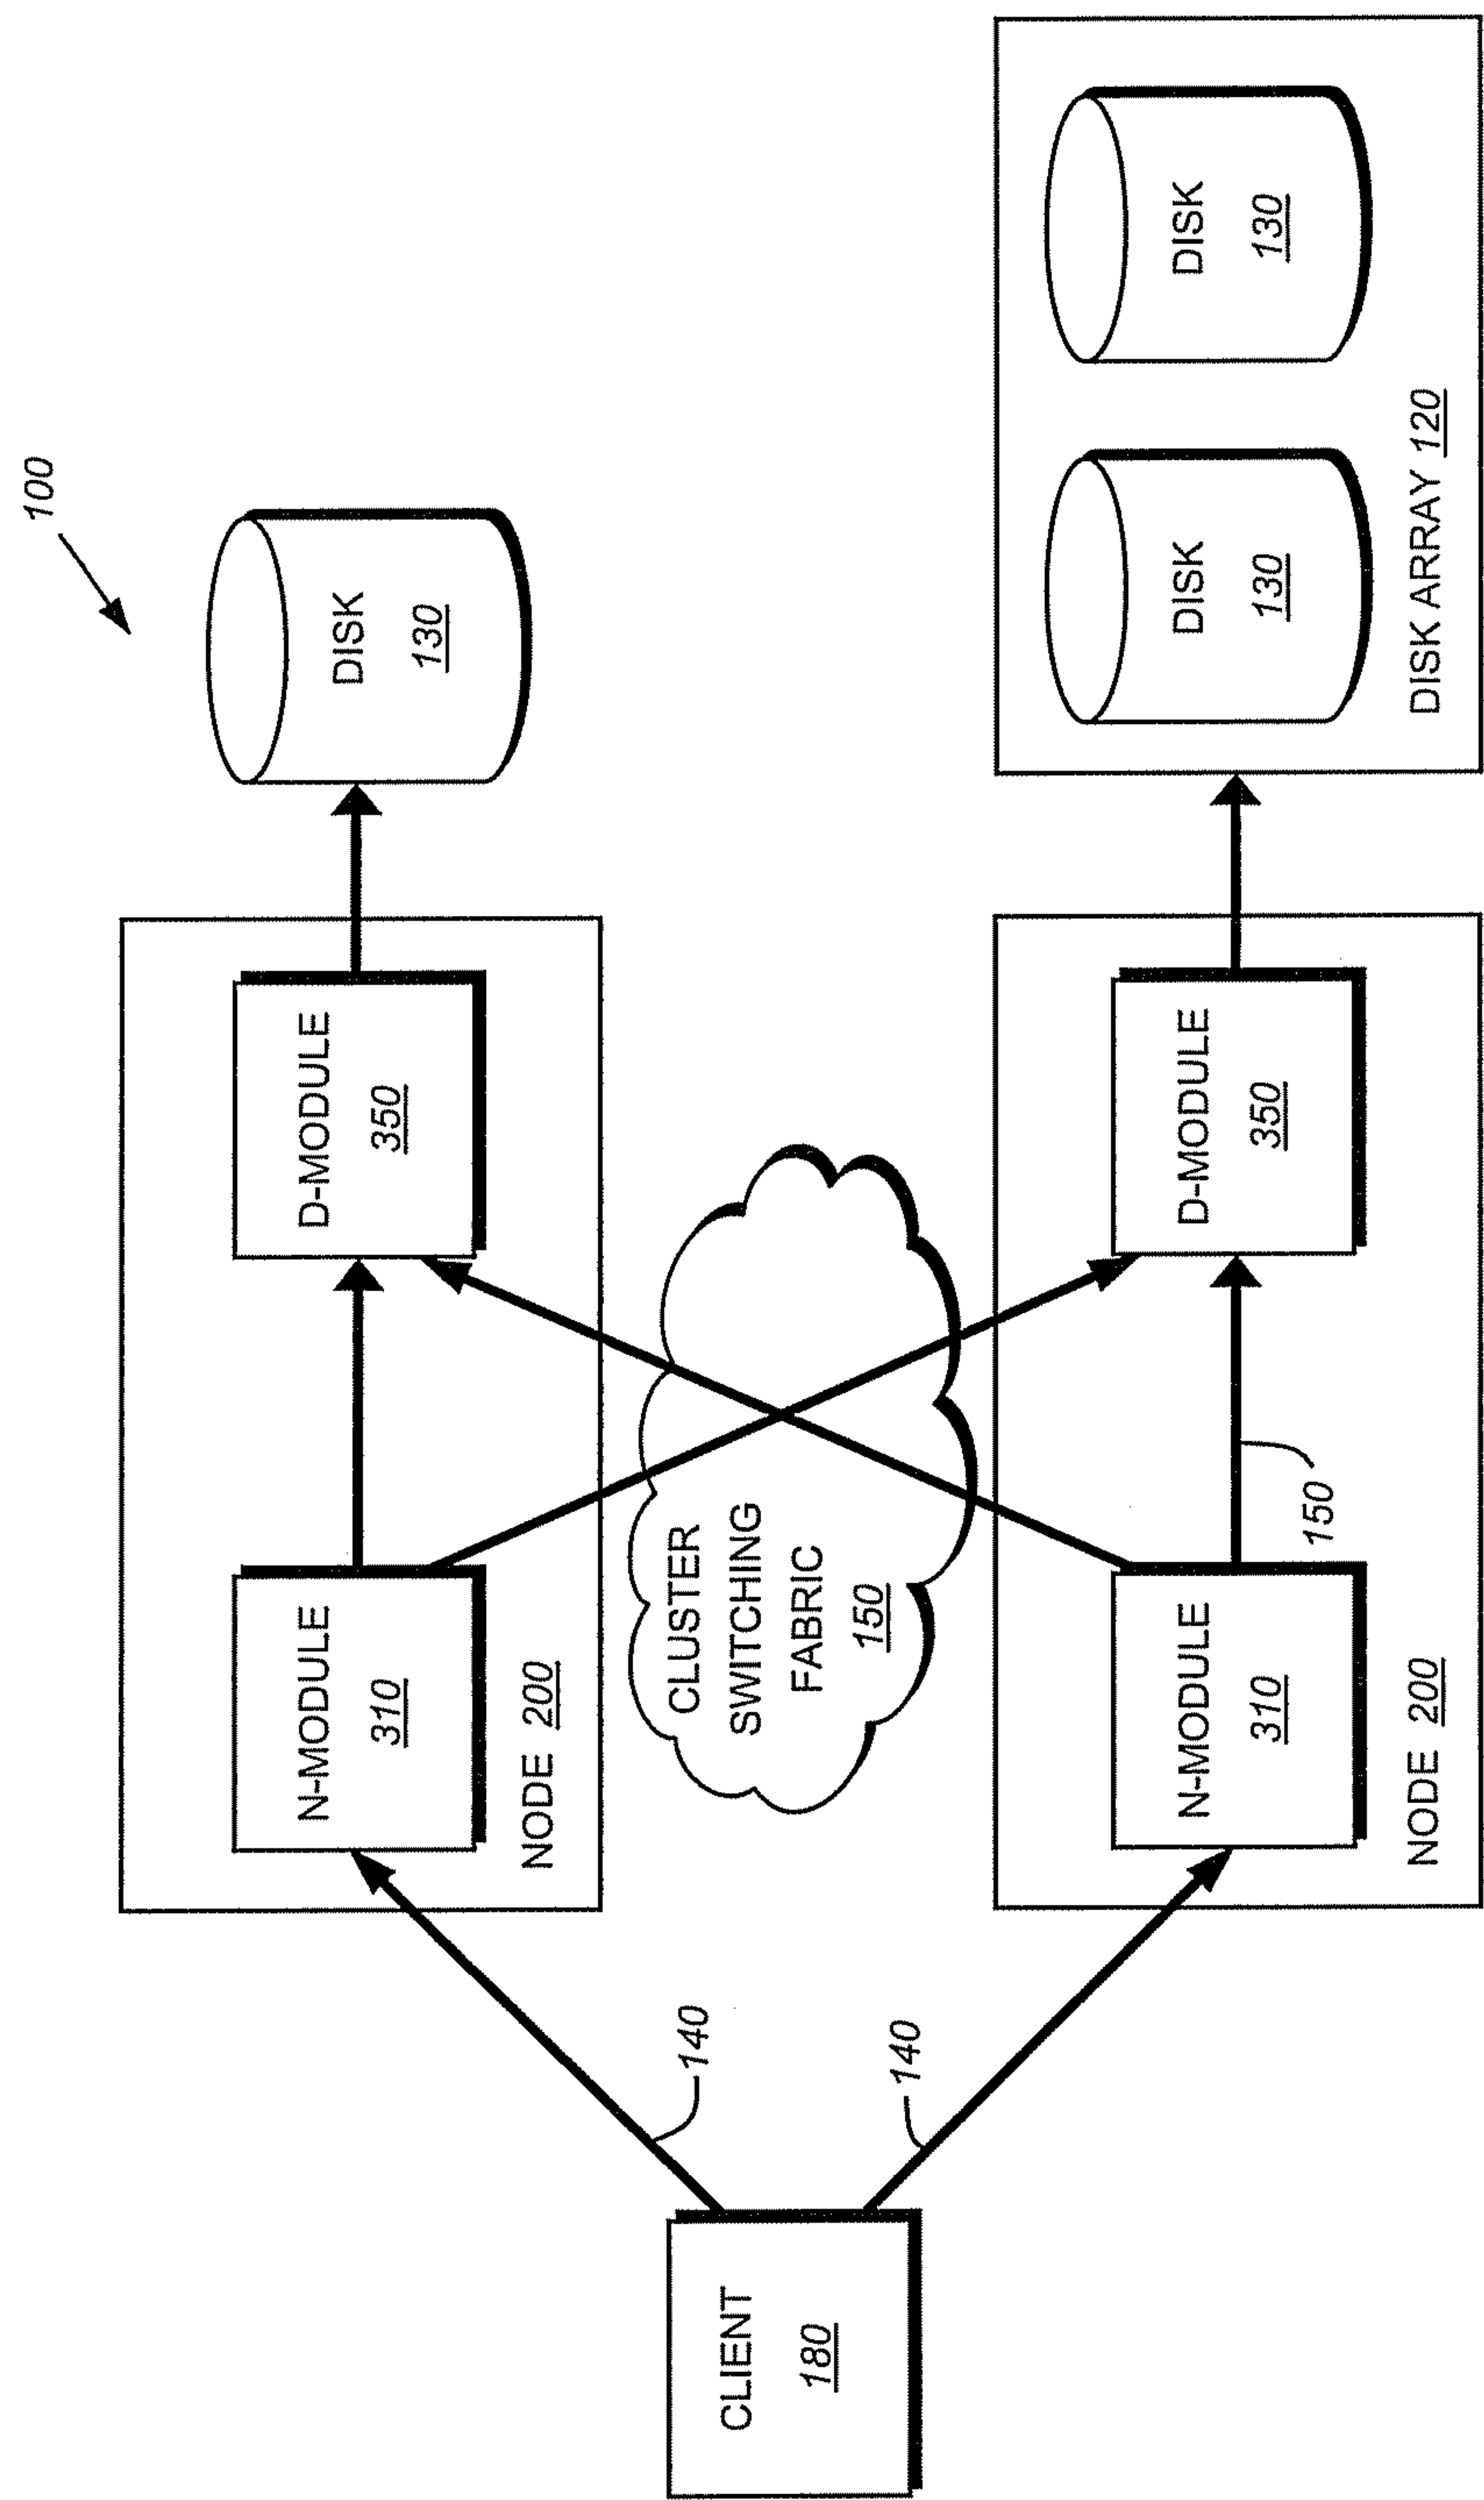 100
N-MODULE
310
D-MODULE
350
DISK
130
NODE 200
140
CLIENT
180
CLUSTER
SWITCHING
FABRIC
150
140
N-MODULE
310
150
D-MODULE
350
NODE 200
DISK
130
DISK
130
DISK ARRAY 120